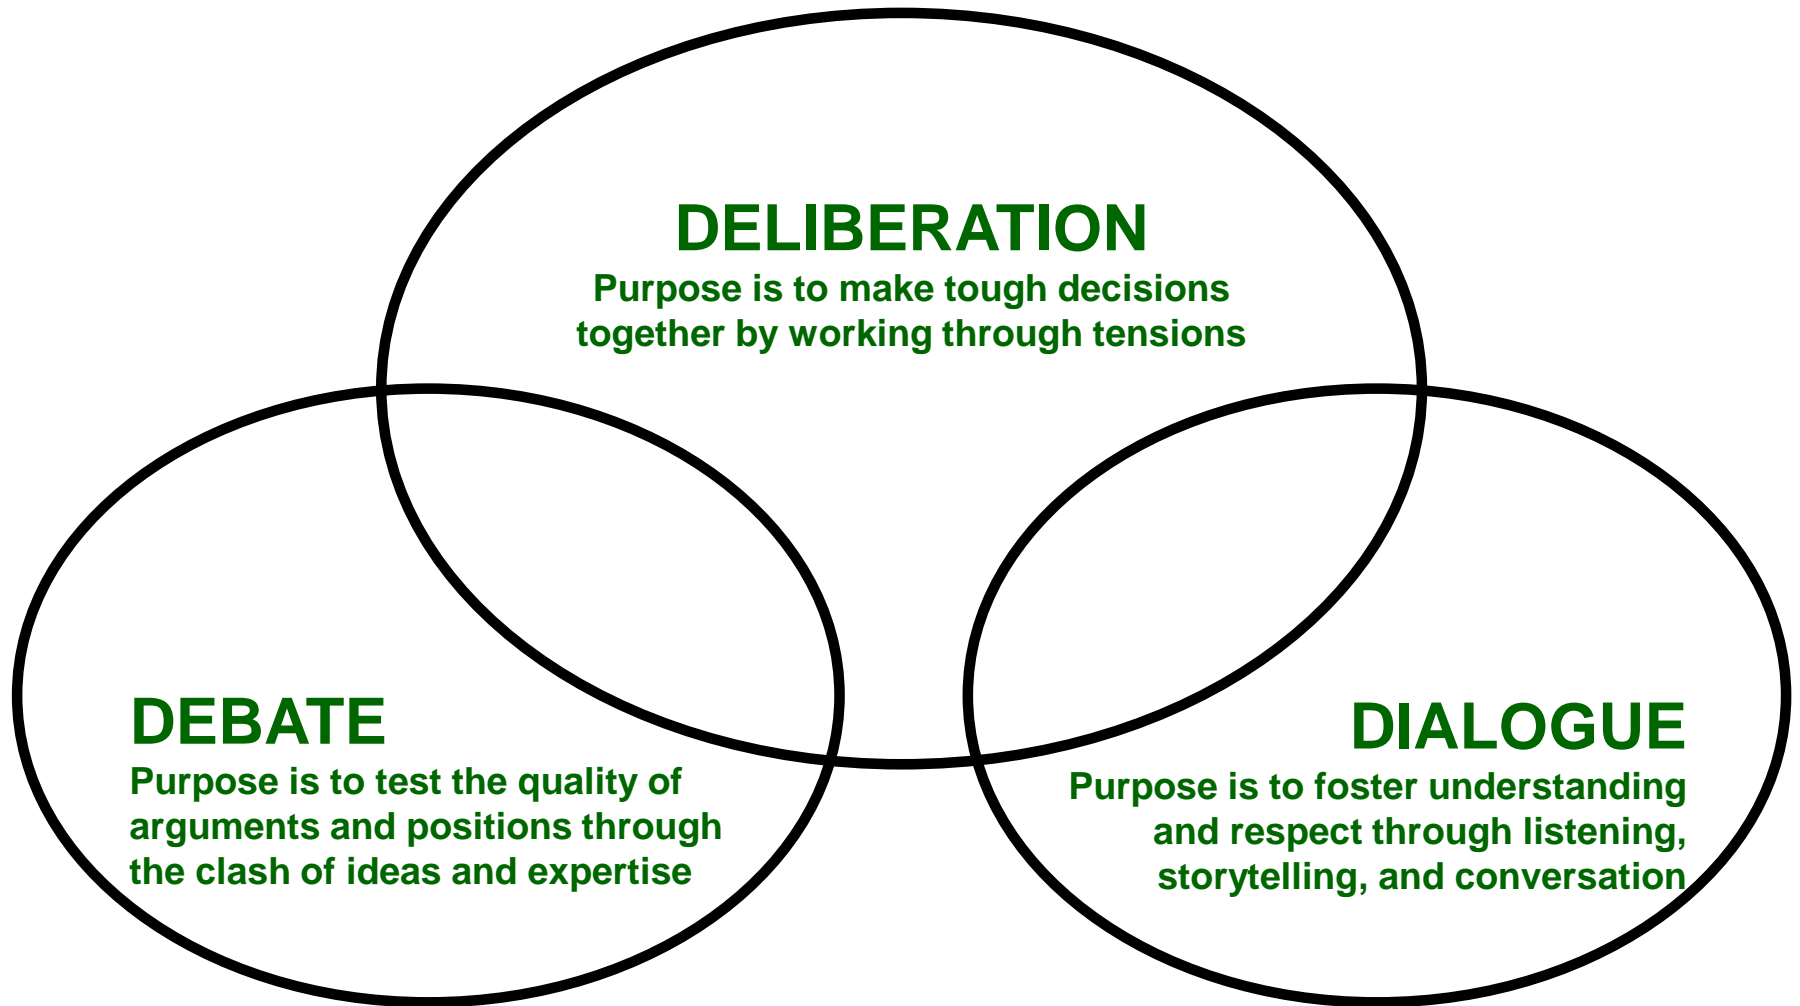 DELIBERATION
Purpose is to make tough decisions
together by working through tensions
DEBATE
Purpose is to test the quality of
arguments and positions through
the clash of ideas and expertise
DIALOGUE
Purpose is to foster understanding
and respect through listening,
storytelling, and conversation